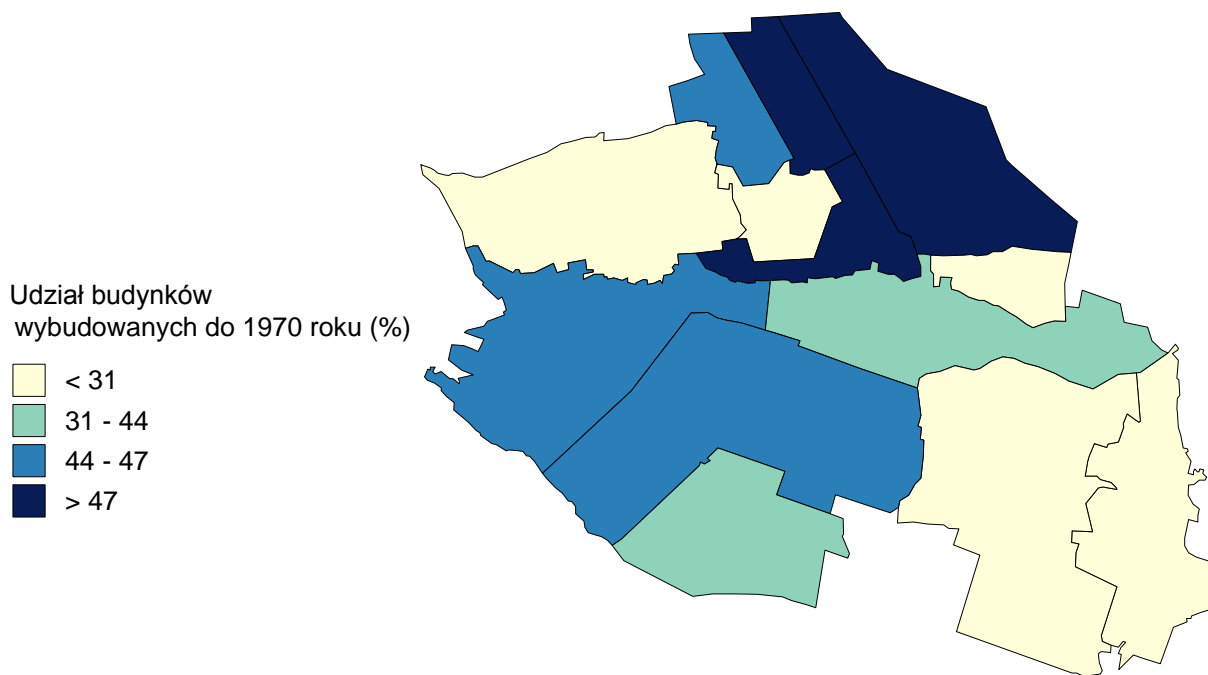 Udział budynków
wybudowanych do 1970 roku (%)
< 31
31 - 44
44 - 47
> 47